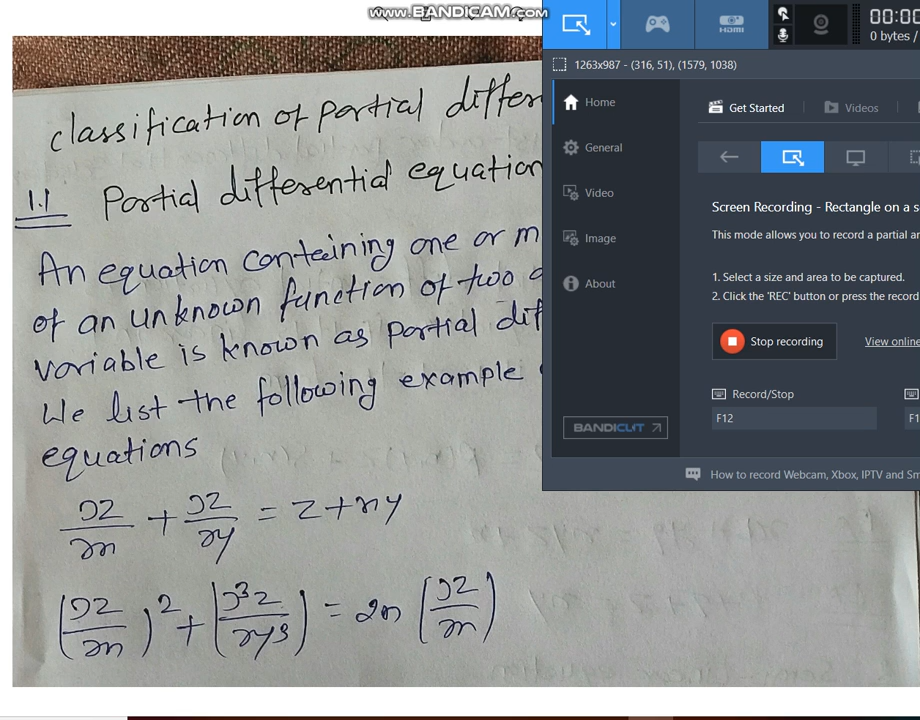 www.BANDICAM.com
classification of partial differ
1.1 Partial differential equation
An equation conteining one or m
of an unknown function of two
variable is known as partial dif
We list the following example
equations
∂z/∂x + ∂z/∂y = z + xy
(∂z/∂x)² + (∂³z/∂y³) = 2x (∂z/∂x)
HDMI
00:00
0 bytes /
1263x987 - (316, 51), (1579, 1038)
Home
General
Video
Image
About
BANDICUT
Get Started
Videos
Screen Recording - Rectangle on a s
This mode allows you to record a partial ar
1. Select a size and area to be captured.
2. Click the 'REC' button or press the record
Stop recording
View online
Record/Stop
F12
F1
How to record Webcam, Xbox, IPTV and Sm